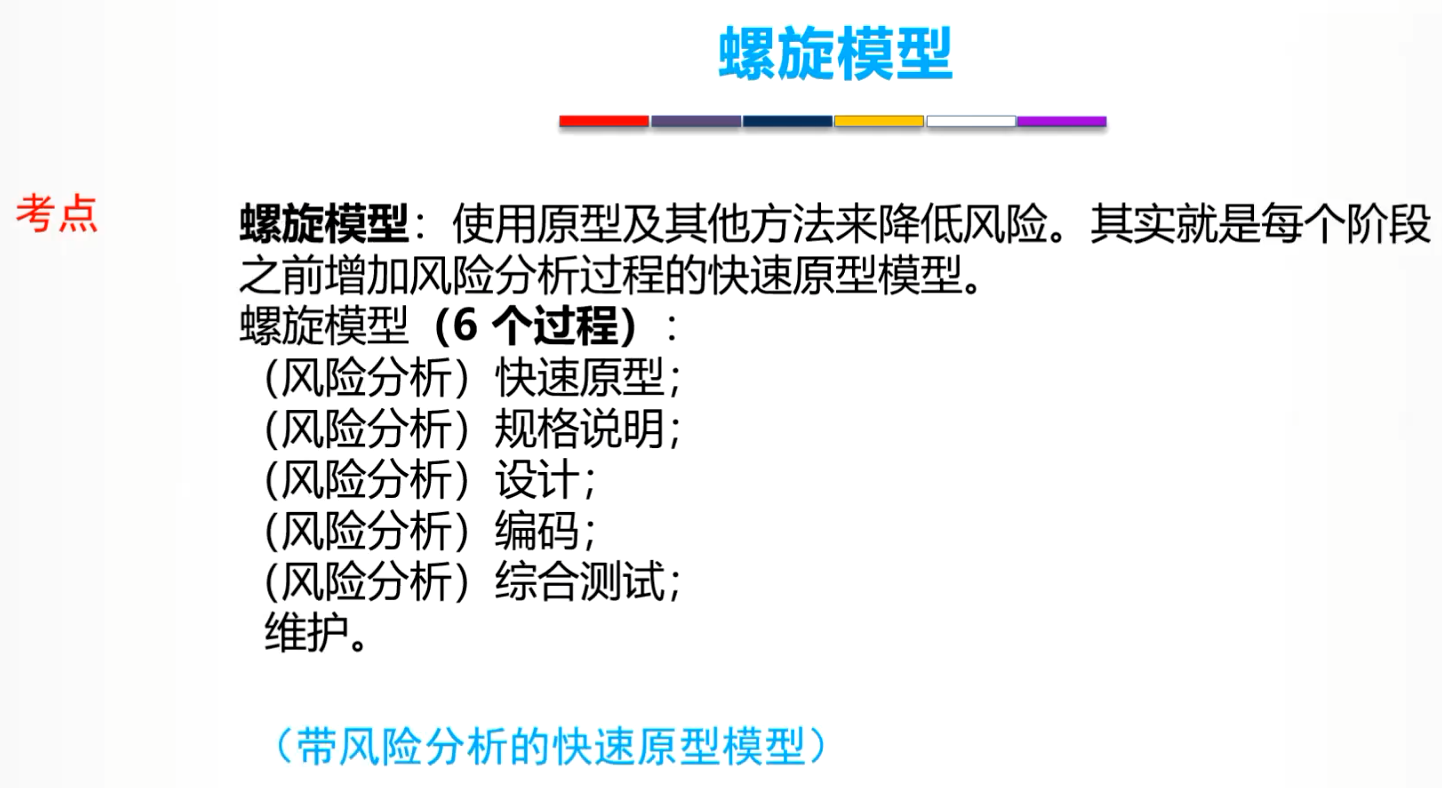 螺旋模型
考点
螺旋模型：使用原型及其他方法来降低风险。其实就是每个阶段
之前增加风险分析过程的快速原型模型。
螺旋模型（6 个过程）:
（风险分析）快速原型；
（风险分析）规格说明；
（风险分析）设计；
（风险分析）编码；
（风险分析）综合测试；
维护。
（带风险分析的快速原型模型）